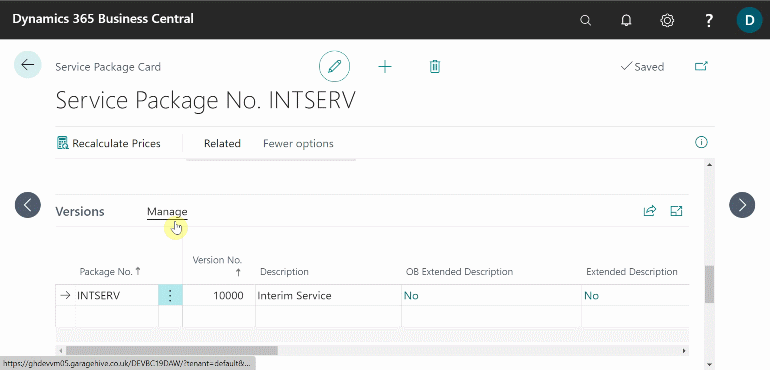 Dynamics 365 Business Central
?
D
Service Package Card
Saved
Service Package No. INTSERV
Recalculate Prices
Related
Fewer options
Versions
Manage
Package No. ↑
Version No. ↑
Description
OB Extended Description
Extended Description
→ INTSERV
10000
Interim Service
No
No
https://ghdevvm05.garagehive.co.uk/DEVBC19DAW/?tenant=default&...